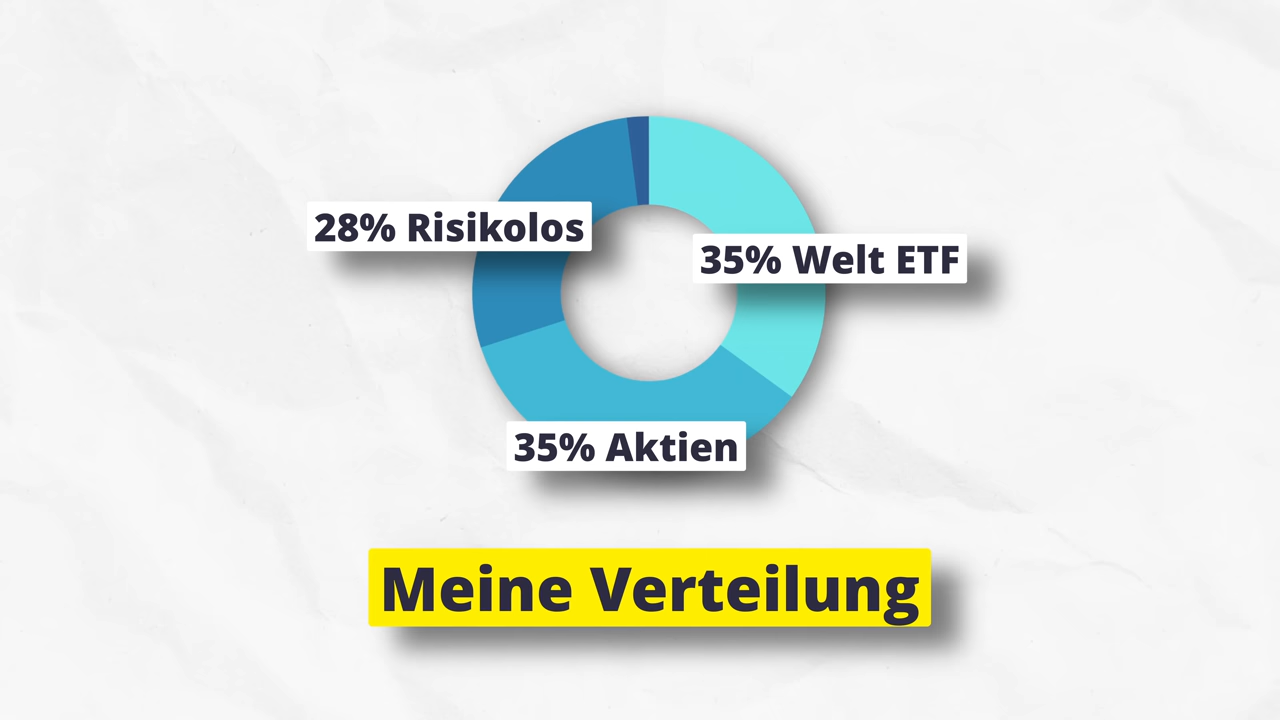 28% Risikolos
35% Welt ETF
35% Aktien
Meine Verteilung